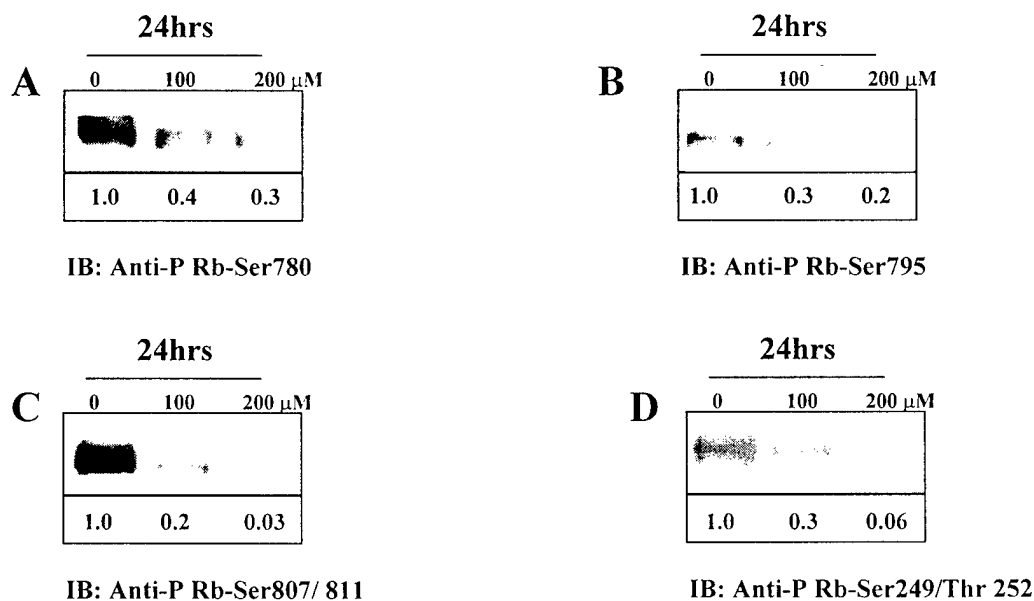 24hrs
A
0 100 200 μM
1.0 0.4 0.3
IB: Anti-P Rb-Ser780
24hrs
B
0 100 200 μM
1.0 0.3 0.2
IB: Anti-P Rb-Ser795
24hrs
C
0 100 200 μM
1.0 0.2 0.03
IB: Anti-P Rb-Ser807/ 811
24hrs
D
0 100 200 μM
1.0 0.3 0.06
IB: Anti-P Rb-Ser249/Thr 252